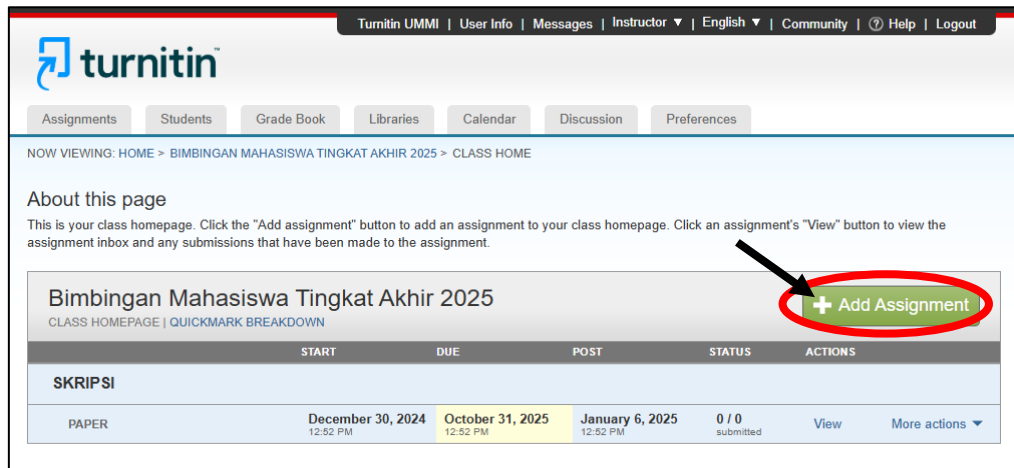 Turnitin UMMI | User Info | Messages | Instructor ▼ | English ▼ | Community | ? Help | Logout
turnitin
Assignments Students Grade Book Libraries Calendar Discussion Preferences
NOW VIEWING: HOME > BIMBINGAN MAHASISWA TINGKAT AKHIR 2025 > CLASS HOME
About this page
This is your class homepage. Click the "Add assignment" button to add an assignment to your class homepage. Click an assignment's "View" button to view the
assignment inbox and any submissions that have been made to the assignment.
Bimbingan Mahasiswa Tingkat Akhir 2025
CLASS HOMEPAGE | QUICKMARK BREAKDOWN
Add Assignment
START DUE POST STATUS ACTIONS
SKRIPSI
PAPER December 30, 2024 October 31, 2025 January 6, 2025 0 / 0 View More actions ▼
12:52 PM 12:52 PM 12:52 PM submitted